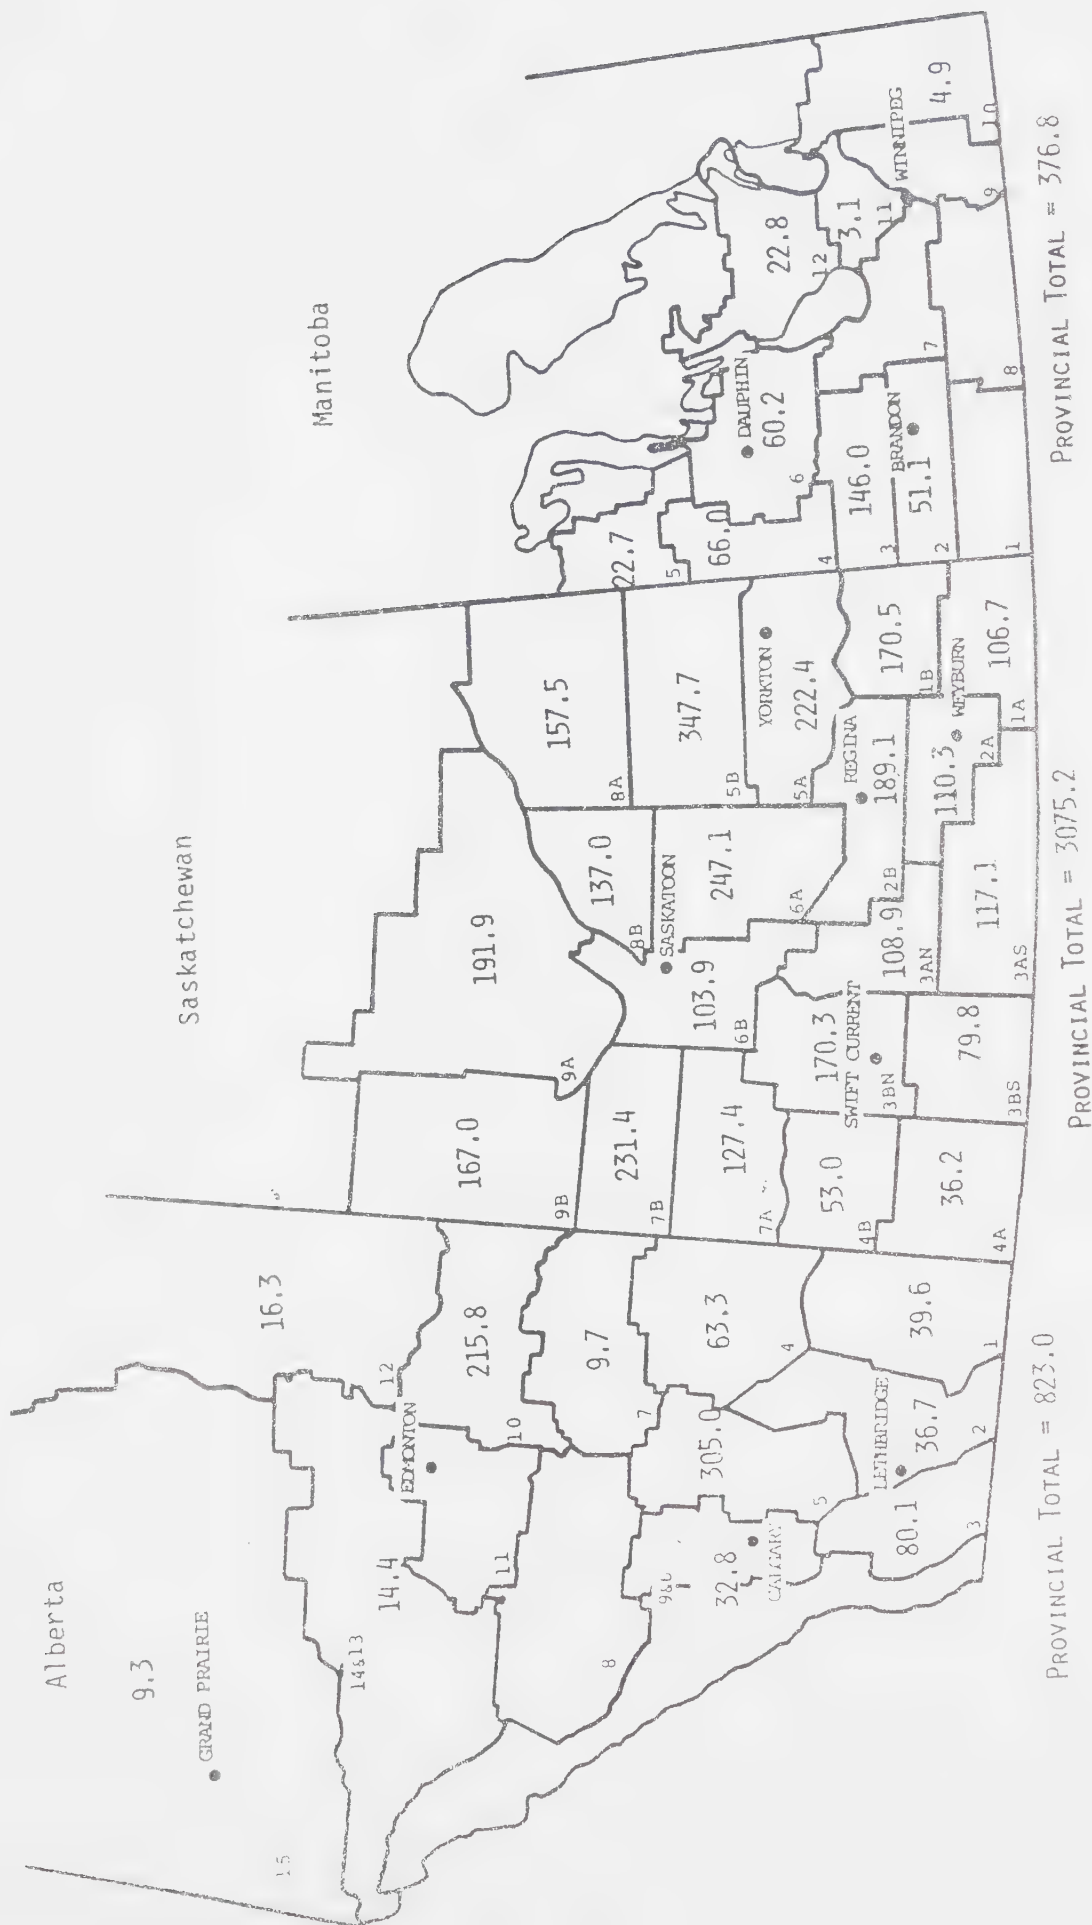 Alberta
9.3
GRAND PRAIRIE
15
14&13
14.4
16.3
12
EDMONTON
215.8
10
11
8
9.7
7
305.0
63.3
4
32.8
CALGARY
5
LETHBRIDGE
80.1
3
36.7
2
39.6
1
PROVINCIAL TOTAL = 823.0
Saskatchewan
167.0
9B
191.9
9A
231.4
7B
127.4
7A
137.0
8B
157.5
8A
SASKATOON
103.9
6B
247.1
6A
347.7
5B
YORKTON
222.4
5A
53.0
4B
36.2
4A
170.3
SWIFT CURRENT
3BN
79.8
3BS
108.9
3AN
117.1
3AS
REGINA
189.1
2B
110.3
WEYBURN
2A
170.5
1B
106.7
1A
PROVINCIAL TOTAL = 3075.2
Manitoba
22.7
5
66.0
4
DAUPHIN
60.2
6
146.0
3
BRANDON
51.1
2
1
22.8
12
3.1
11
WINNIPEG
4.9
10
9
7
8
PROVINCIAL TOTAL = 376.8